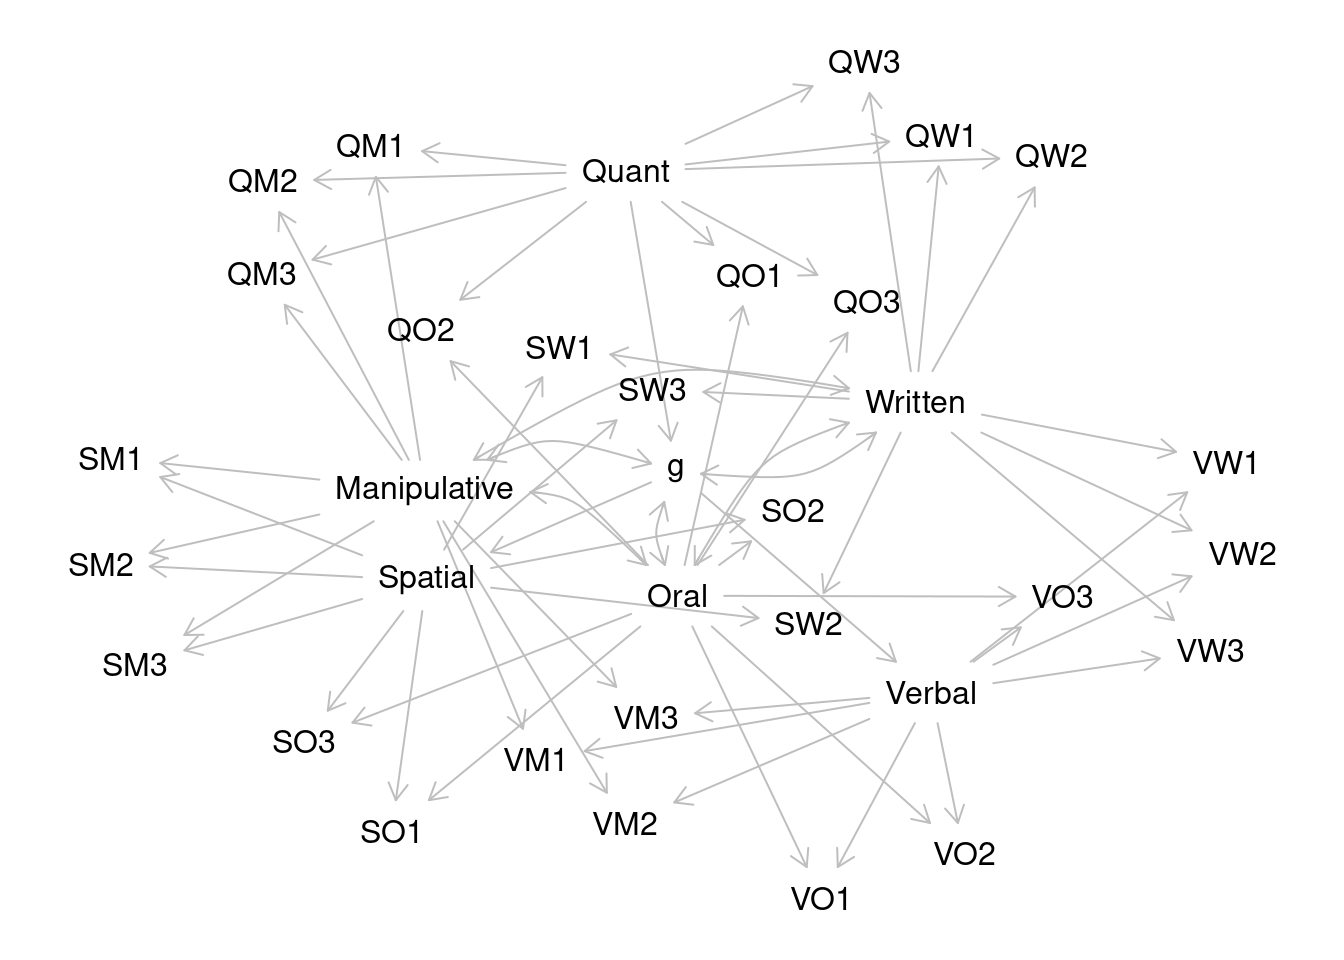 QW3
QM1
QW1
QW2
Quant
QM2
QM3
QO1
QO3
QO2
SW1
SW3
Written
SM1
g
VW1
Manipulative
SO2
VW2
SM2
Spatial
Oral
VO3
SW2
VW3
SM3
Verbal
VM3
SO3
VM1
VM2
SO1
VO2
VO1